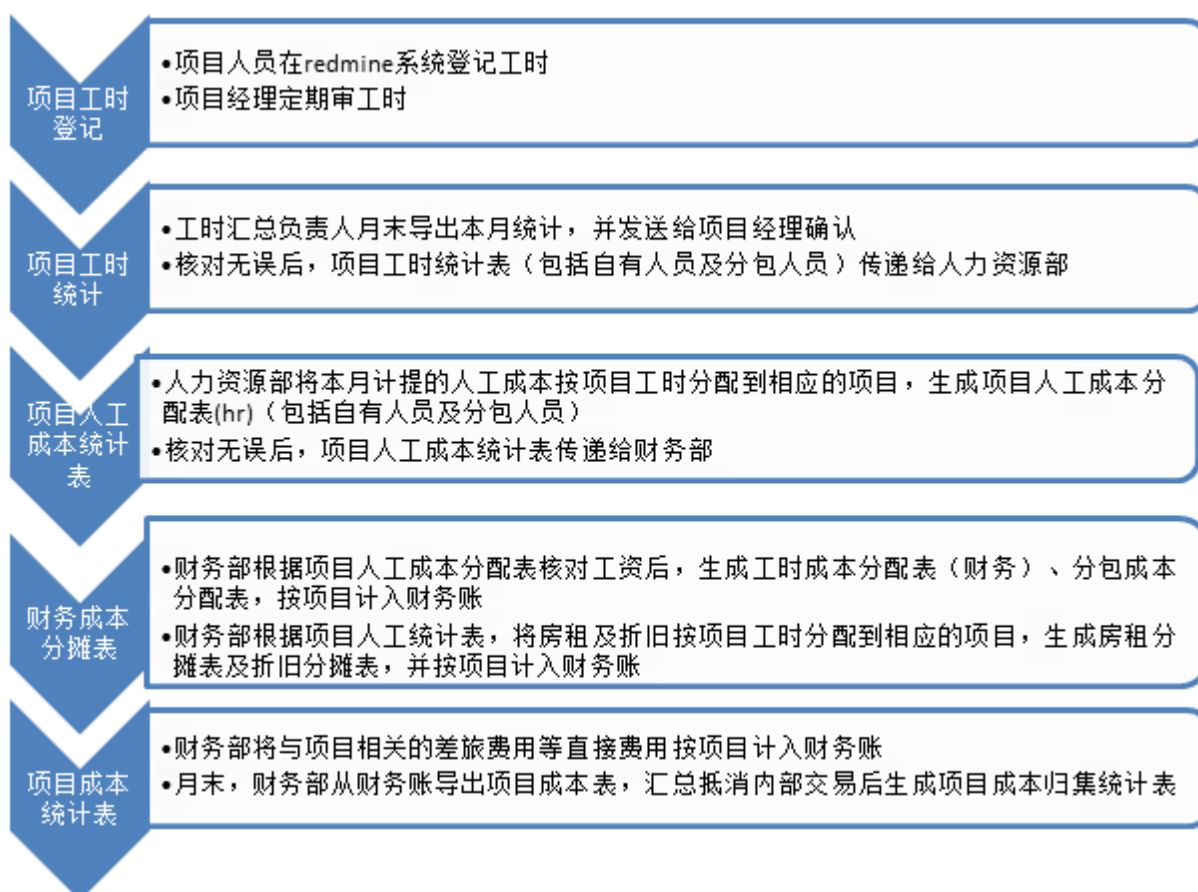 项目工时
登记
•项目人员在redmine系统登记工时
•项目经理定期审工时
项目工时
统计
•工时汇总负责人月末导出本月统计，并发送给项目经理确认
•核对无误后，项目工时统计表（包括自有人员及分包人员）传递给人力资源部
项目人工
成本统计
表
•人力资源部将本月计提的人工成本按项目工时分配到相应的项目，生成项目人工成本分
配表(hr)（包括自有人员及分包人员）
•核对无误后，项目人工成本统计表传递给财务部
财务成本
分摊表
•财务部根据项目人工成本分配表核对工资后，生成工时成本分配表（财务）、分包成本
分配表，按项目计入财务账
•财务部根据项目人工统计表，将房租及折旧按项目工时分配到相应的项目，生成房租分
摊表及折旧分摊表，并按项目计入财务账
项目成本
统计表
•财务部将与项目相关的差旅费用等直接费用按项目计入财务账
•月末，财务部从财务账导出项目成本表，汇总抵消内部交易后生成项目成本归集统计表